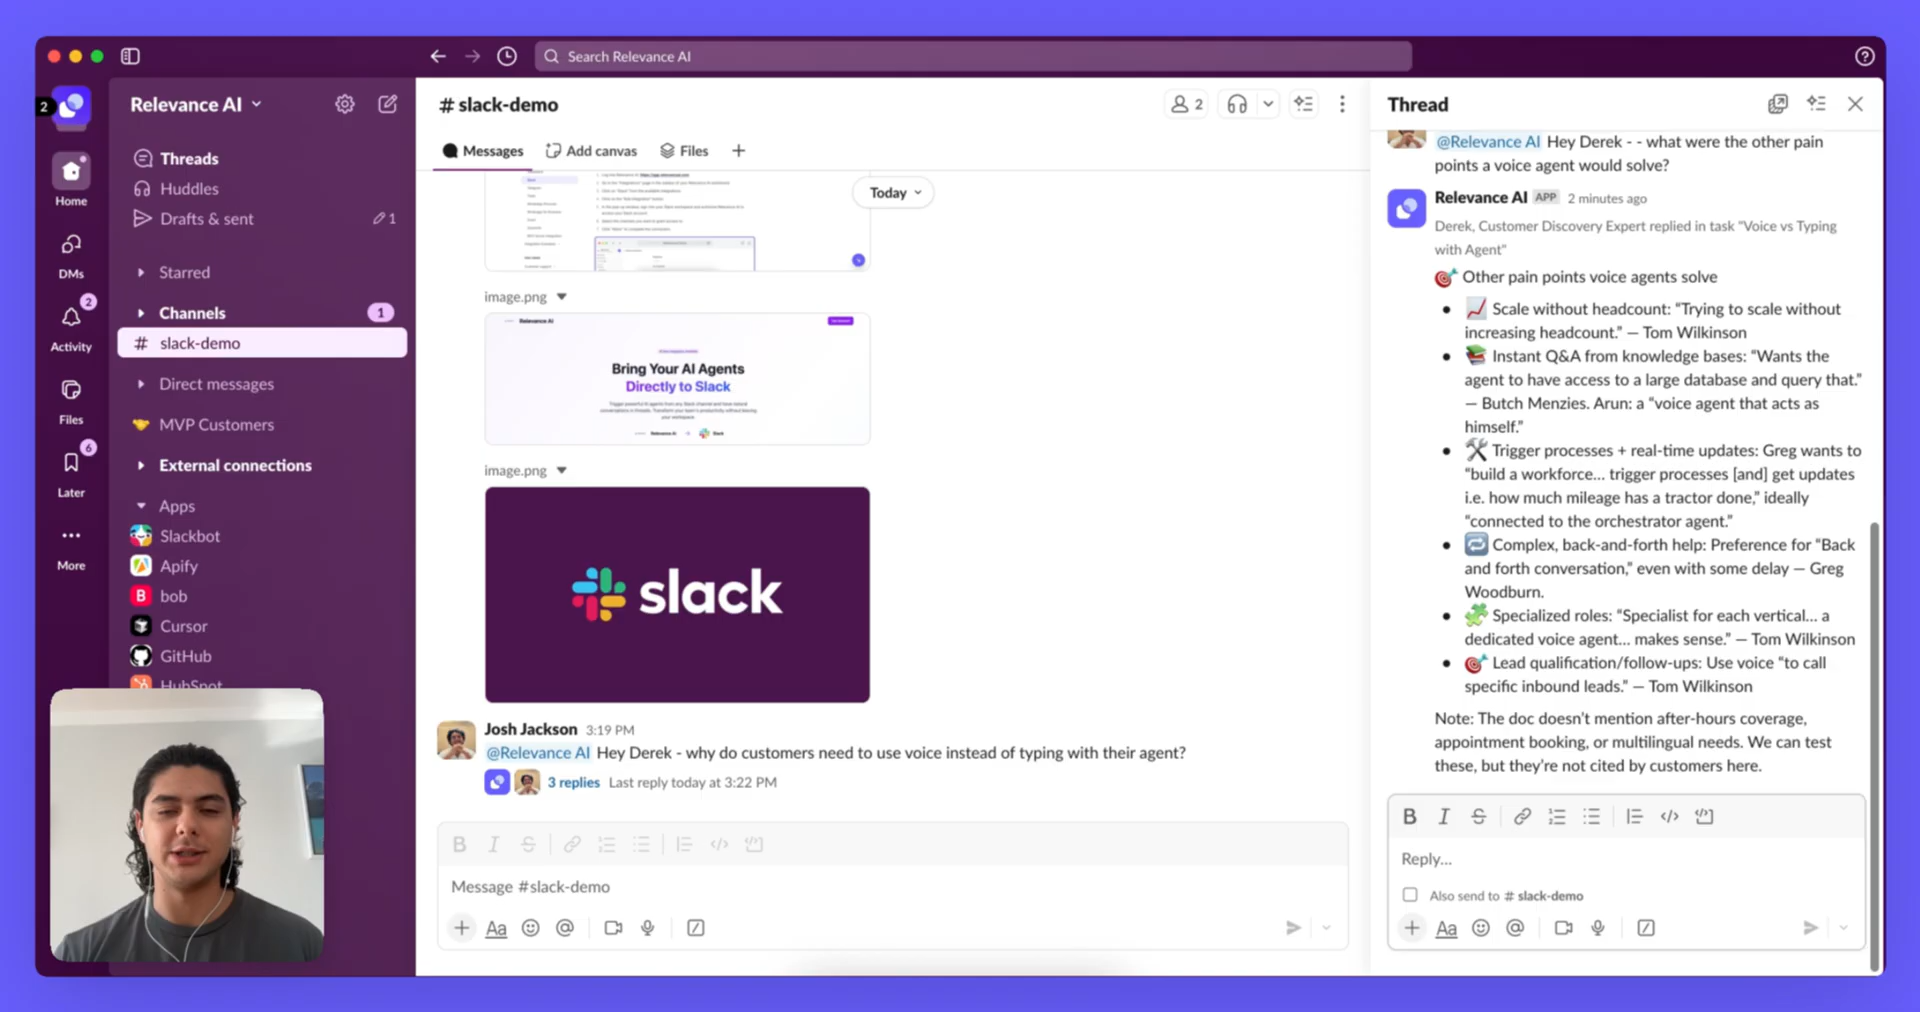 Search Relevance AI
2
Relevance AI
Home
DMs
2
Activity
Files
6
Later
More
Threads
Huddles
Drafts & sent
1
Starred
Channels
1
# slack-demo
Direct messages
MVP Customers
External connections
Apps
Slackbot
Apify
B bob
Cursor
GitHub
HubSpot
# slack-demo
2
Messages
Add canvas
Files
Today
image.png
Relevance AI
Bring Your AI Agents
Directly to Slack
Relevance AI
Slack
image.png
slack
Josh Jackson 3:19 PM
@Relevance AI Hey Derek - why do customers need to use voice instead of typing with their agent?
3 replies Last reply today at 3:22 PM
B I S
Message #slack-demo
Aa
Thread
@Relevance AI Hey Derek - - what were the other pain
points a voice agent would solve?
Relevance AI APP 2 minutes ago
Derek, Customer Discovery Expert replied in task "Voice vs Typing
with Agent"
🎯 Other pain points voice agents solve
• 📈 Scale without headcount: “Trying to scale without
increasing headcount.” — Tom Wilkinson
• 📚 Instant Q&A from knowledge bases: “Wants the
agent to have access to a large database and query that.”
— Butch Menzies. Arun: a “voice agent that acts as
himself.”
• 🛠 Trigger processes + real-time updates: Greg wants to
“build a workforce... trigger processes [and] get updates
i.e. how much mileage has a tractor done,” ideally
“connected to the orchestrator agent.”
• 🔁 Complex, back-and-forth help: Preference for “Back
and forth conversation,” even with some delay — Greg
Woodburn.
• 🧩 Specialized roles: “Specialist for each vertical... a
dedicated voice agent... makes sense.” — Tom Wilkinson
• 🎯 Lead qualification/follow-ups: Use voice “to call
specific inbound leads.” — Tom Wilkinson
Note: The doc doesn’t mention after-hours coverage,
appointment booking, or multilingual needs. We can test
these, but they’re not cited by customers here.
B I S
Reply...
Also send to # slack-demo
Aa